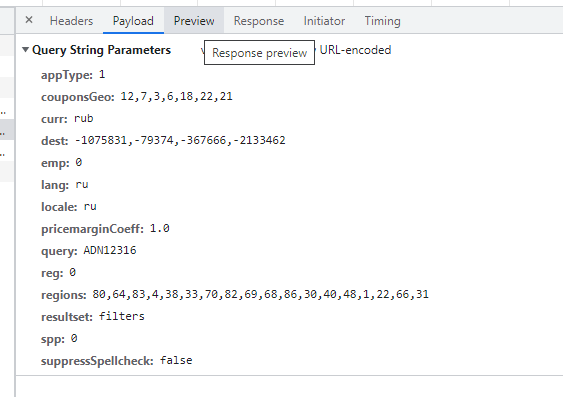 × Headers Payload Preview Response Initiator Timing
▼ Query String Parameters URL-encoded
Response preview
appType: 1
couponsGeo: 12,7,3,6,18,22,21
curr: rub
dest: -1075831,-79374,-367666,-2133462
emp: 0
lang: ru
locale: ru
pricemarginCoeff: 1.0
query: ADN12316
reg: 0
regions: 80,64,83,4,38,33,70,82,69,68,86,30,40,48,1,22,66,31
resultset: filters
spp: 0
suppressSpellcheck: false